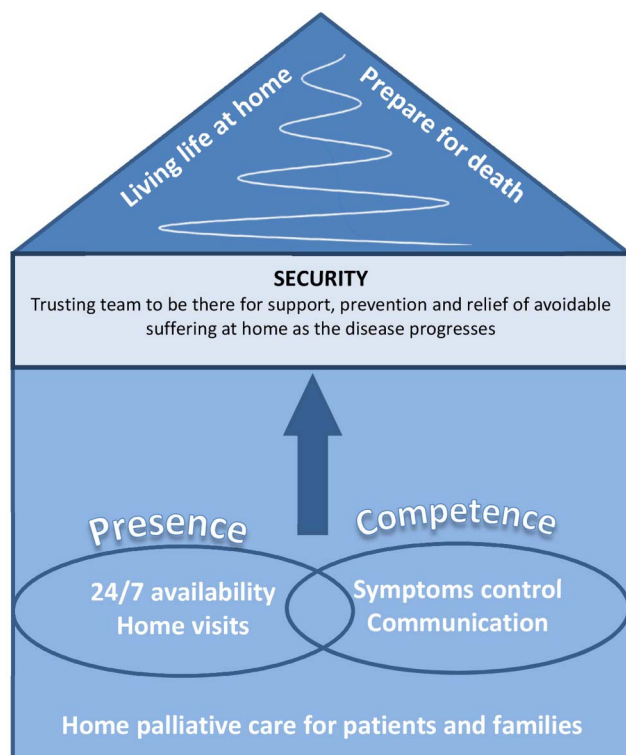 Living life at home
Prepare for death
SECURITY
Trusting team to be there for support, prevention and relief of avoidable
suffering at home as the disease progresses
Presence
Competence
24/7 availability
Home visits
Symptoms control
Communication
Home palliative care for patients and families